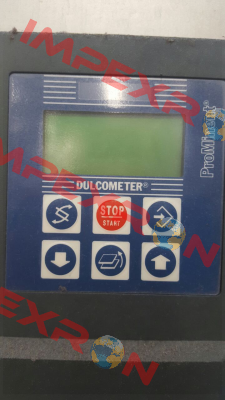 IMPEXRON
IMPEXRON
IMPEXRON
ProMinent®
DULCOMETER®
STOP
START